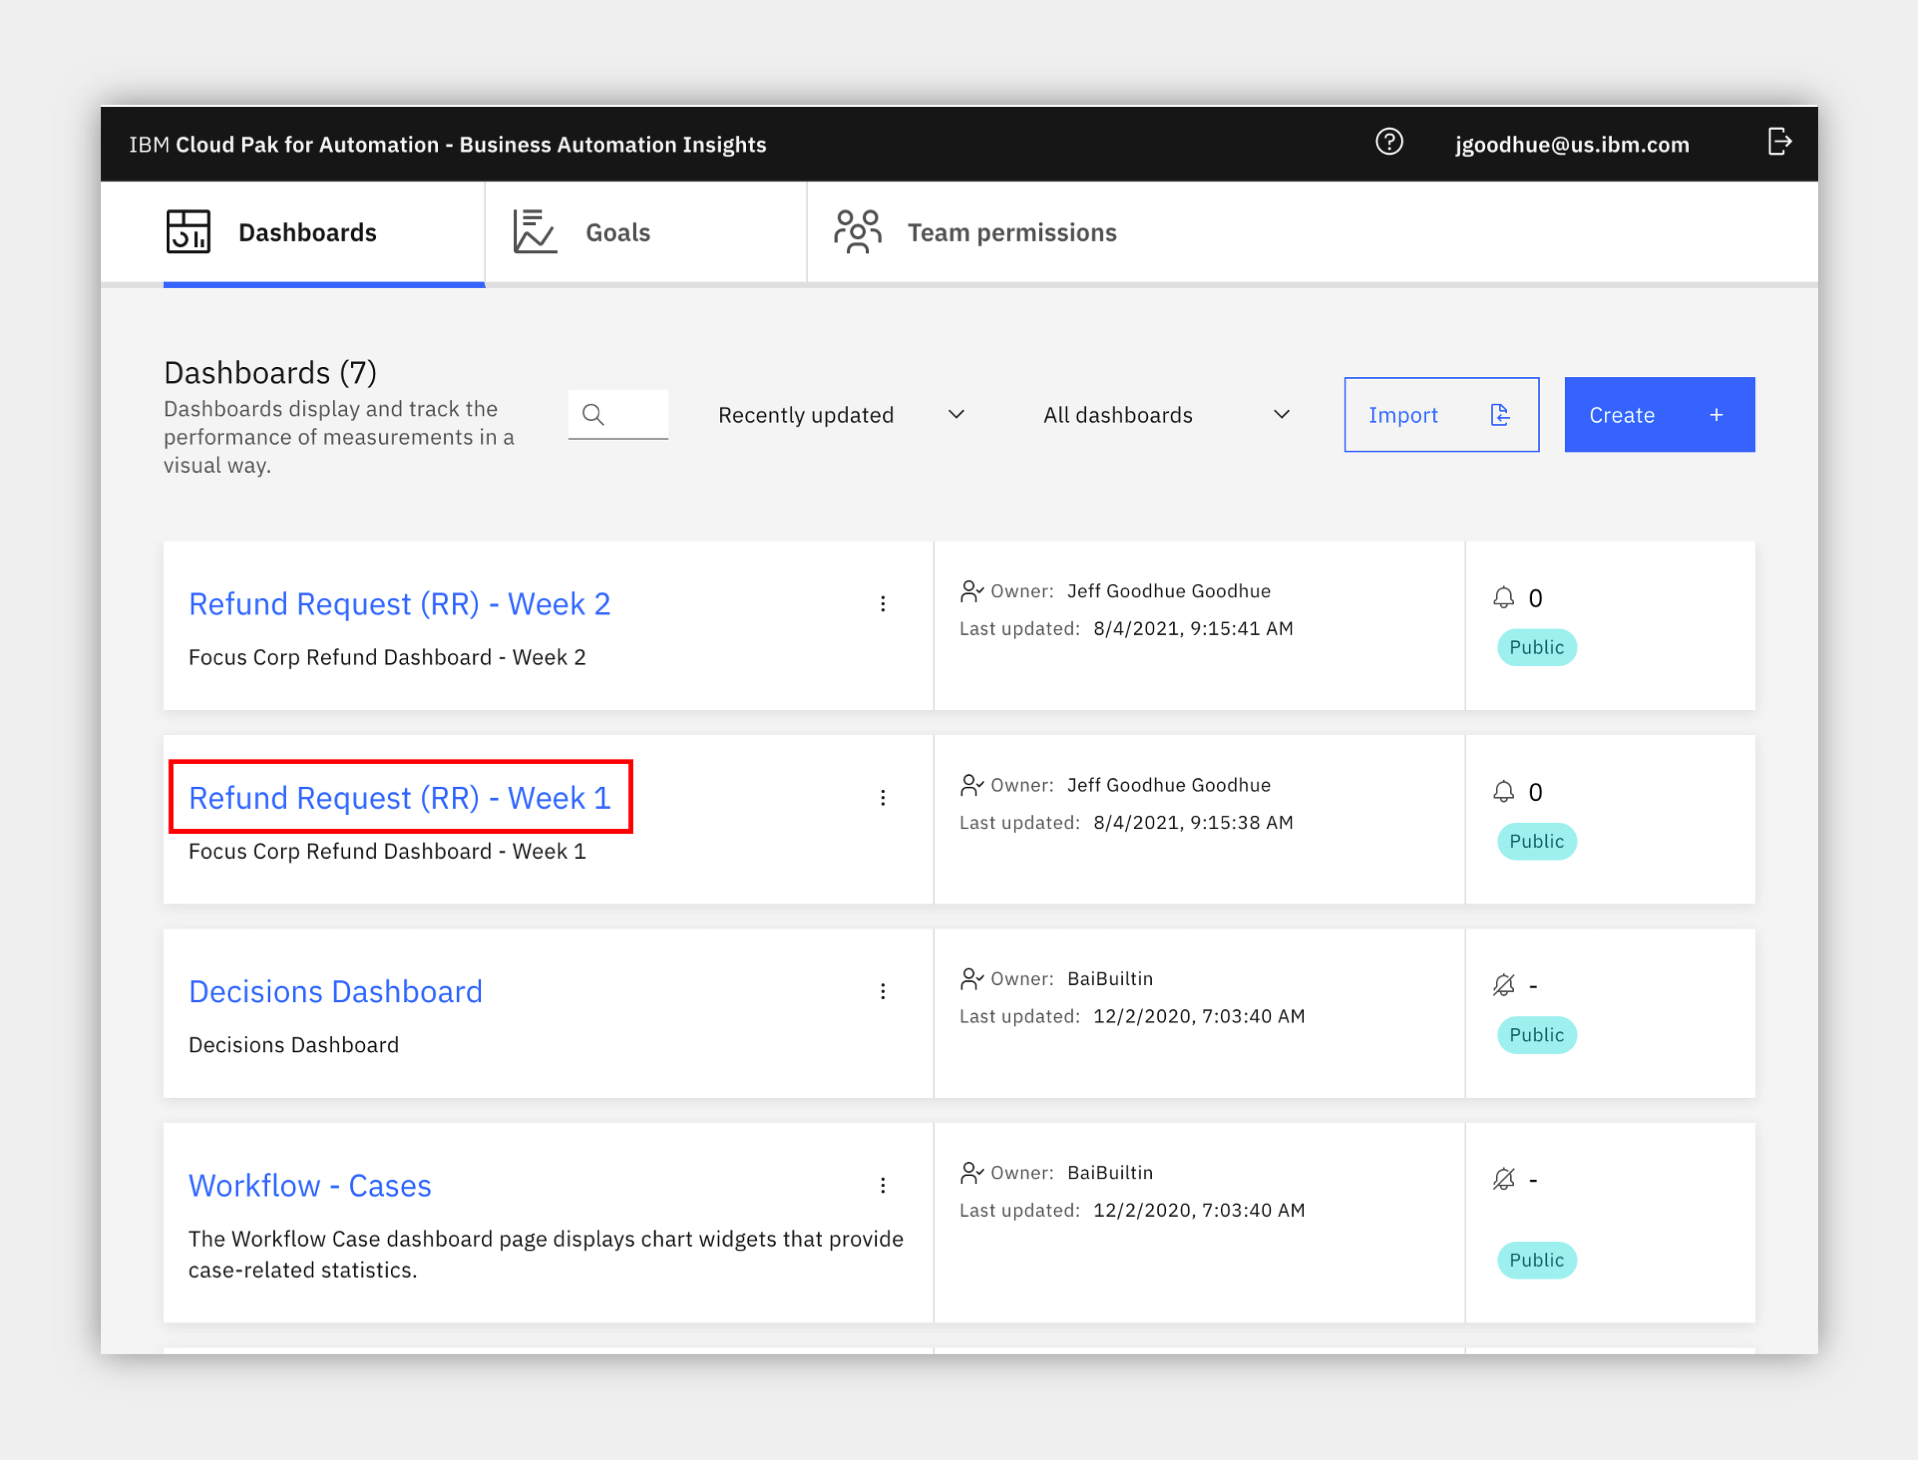 IBM Cloud Pak for Automation - Business Automation Insights
jgoodhue@us.ibm.com
Dashboards
Goals
Team permissions
Dashboards (7)
Dashboards display and track the
performance of measurements in a
visual way.
Recently updated
All dashboards
Import
Create +
Refund Request (RR) - Week 2
Focus Corp Refund Dashboard - Week 2
Owner: Jeff Goodhue Goodhue
Last updated: 8/4/2021, 9:15:41 AM
0
Public
Refund Request (RR) - Week 1
Focus Corp Refund Dashboard - Week 1
Owner: Jeff Goodhue Goodhue
Last updated: 8/4/2021, 9:15:38 AM
0
Public
Decisions Dashboard
Decisions Dashboard
Owner: BaiBuiltin
Last updated: 12/2/2020, 7:03:40 AM
-
Public
Workflow - Cases
The Workflow Case dashboard page displays chart widgets that provide
case-related statistics.
Owner: BaiBuiltin
Last updated: 12/2/2020, 7:03:40 AM
-
Public